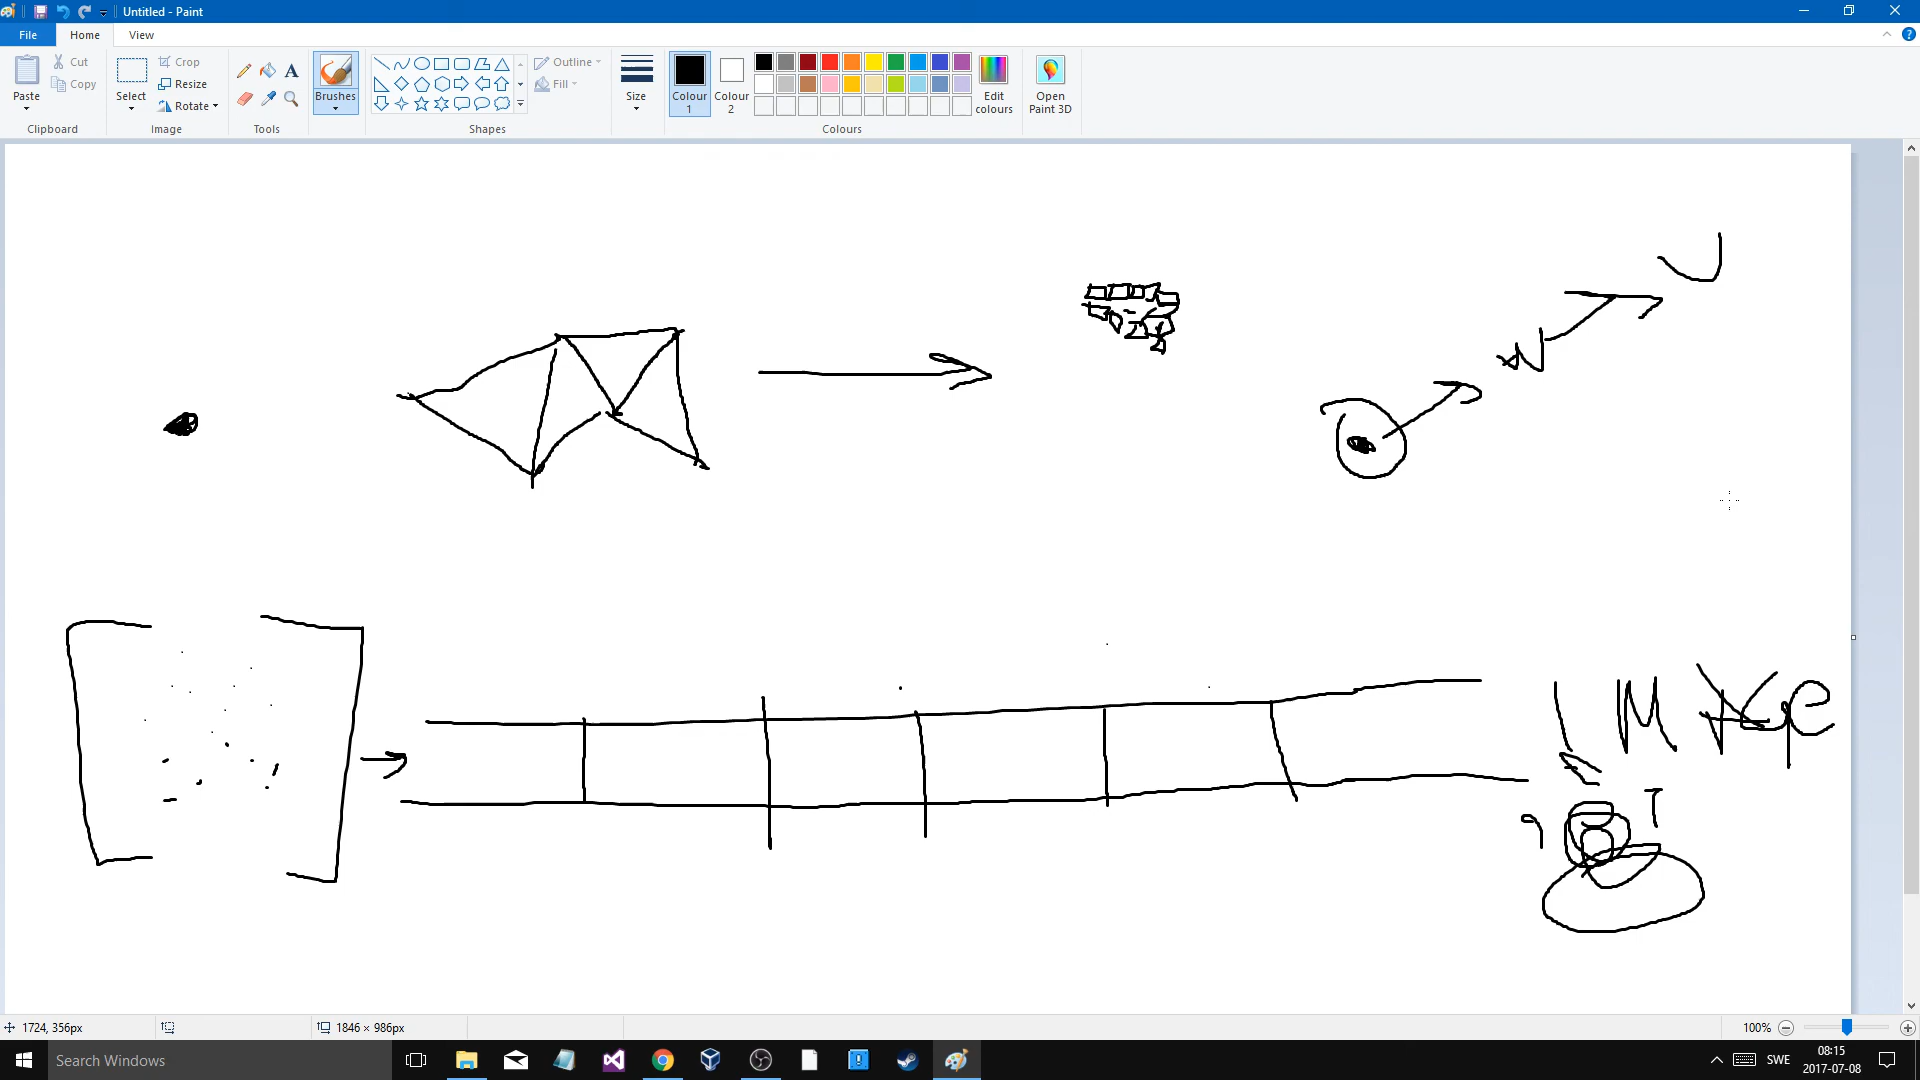 Untitled - Paint
File Home View
Paste
Cut
Copy
Clipboard
Select
Crop
Resize
Rotate
Image
Tools
Brushes
Shapes
Outline
Fill
Size
Colour 1
Colour 2
Colours
Edit colours
Open Paint 3D
1724, 356px
1846 × 986px
100%
Search Windows
SWE
08:15
2017-07-08